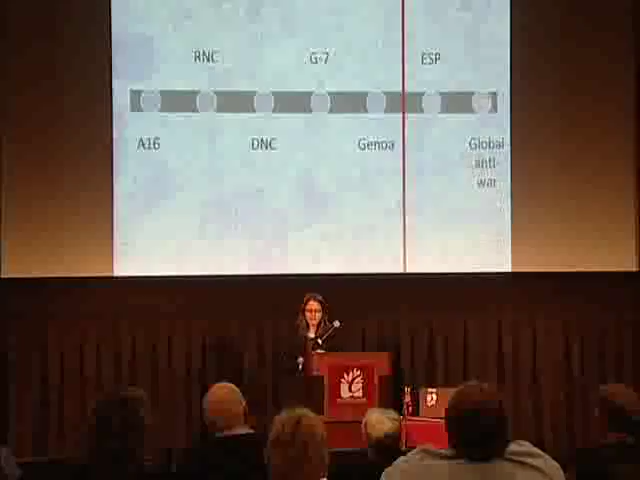 RNC
G-7
ESP
A16
DNC
Genoa
Global
anti-
war